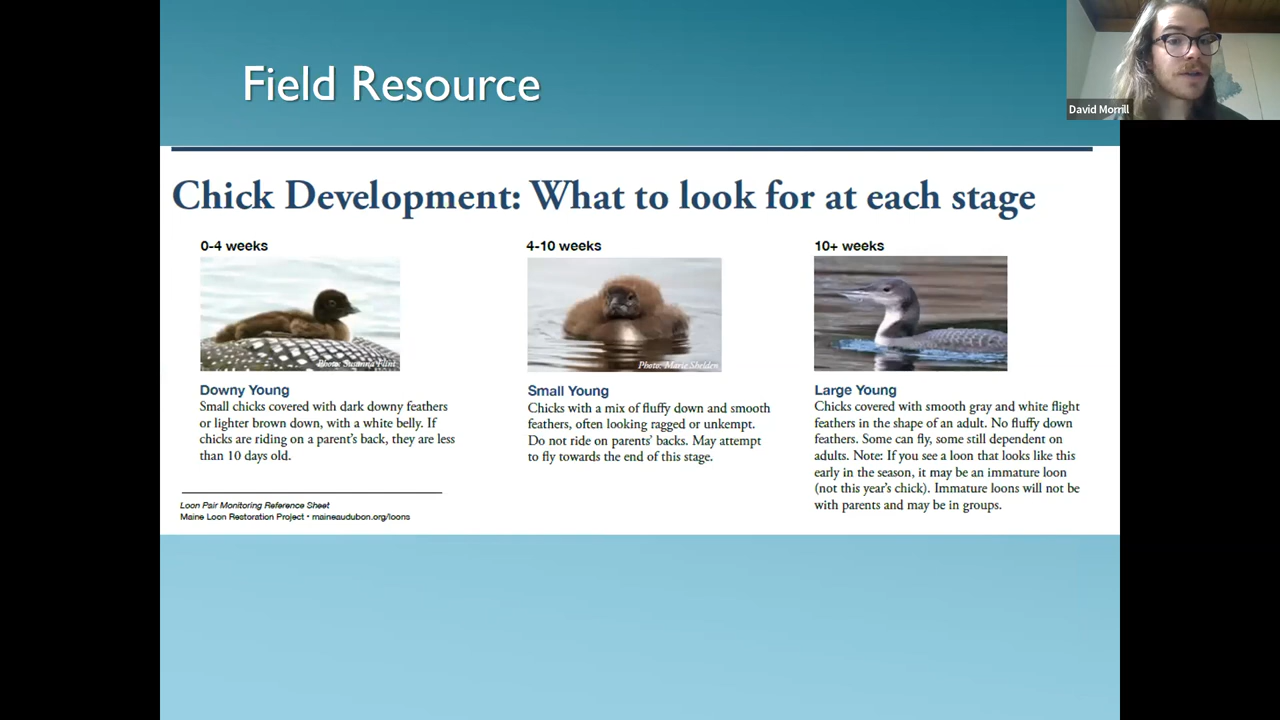 Field Resource
David Morrill
Chick Development: What to look for at each stage
0-4 weeks
Photo: Susanna Flint
Downy Young
Small chicks covered with dark downy feathers
or lighter brown down, with a white belly. If
chicks are riding on a parent's back, they are less
than 10 days old.
4-10 weeks
Photo: Marie Shelden
Small Young
Chicks with a mix of fluffy down and smooth
feathers, often looking ragged or unkempt.
Do not ride on parents' backs. May attempt
to fly towards the end of this stage.
10+ weeks
Large Young
Chicks covered with smooth gray and white flight
feathers in the shape of an adult. No fluffy down
feathers. Some can fly, some still dependent on
adults. Note: If you see a loon that looks like this
early in the season, it may be an immature loon
(not this year's chick). Immature loons will not be
with parents and may be in groups.
Loon Pair Monitoring Reference Sheet
Maine Loon Restoration Project • maineaudubon.org/loons